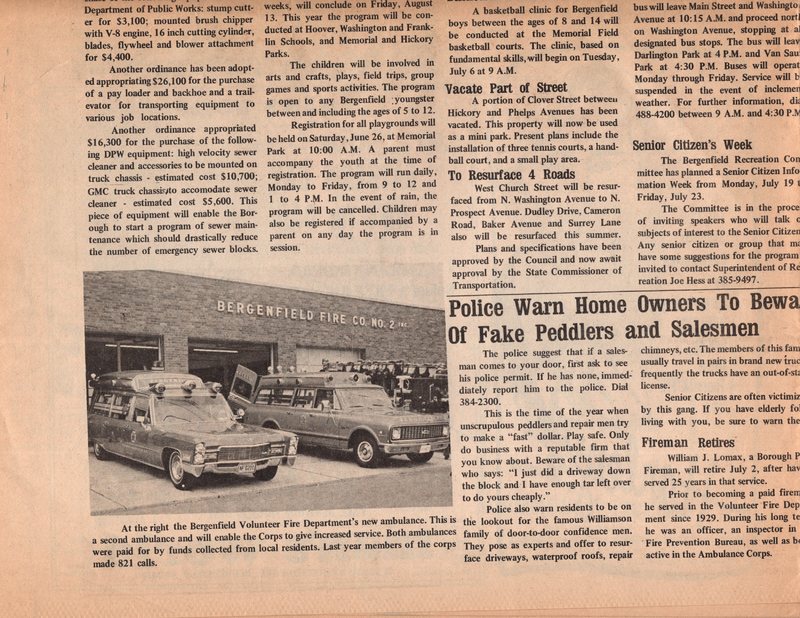 Department of Public Works: stump cut-
ter for $3,100; mounted brush chipper
with V-8 engine, 16 inch cutting cylinder,
blades, flywheel and blower attachment
for $4,400.
Another ordinance has been adopt-
ed appropriating $26,100 for the purchase
of a pay loader and backhoe and a trail-
evator for transporting equipment to
various job locations.
Another ordinance appropriated
$16,300 for the purchase of the follow-
ing DPW equipment: high velocity sewer
cleaner and accessories to be mounted on
truck chassis - estimated cost $10,700;
GMC truck chassis to accomodate sewer
cleaner - estimated cost $5,600. This
piece of equipment will enable the Bor-
ough to start a program of sewer main-
tenance which should drastically reduce
the number of emergency sewer blocks.
weeks, will conclude on Friday, August
13. This year the program will be con-
ducted at Hoover, Washington and Frank-
lin Schools, and Memorial and Hickory
Parks.
The children will be involved in
arts and crafts, plays, field trips, group
games and sports activities. The program
is open to any Bergenfield youngster
between and including the ages of 5 to 12.
Registration for all playgrounds will
be held on Saturday, June 26, at Memorial
Park at 10:00 A.M. A parent must
accompany the youth at the time of
registration. The program will run daily,
Monday to Friday, from 9 to 12 and
1 to 4 P.M. In the event of rain, the
program will be cancelled. Children may
also be registered if accompanied by a
parent on any day the program is in
session.
BERGENFIELD FIRE CO. NO. 2 INC.
At the right the Bergenfield Volunteer Fire Department's new ambulance. This is
a second ambulance and will enable the Corps to give increased service. Both ambulances
were paid for by funds collected from local residents. Last year members of the corps
made 821 calls.
A basketball clinic for Bergenfield
boys between the ages of 8 and 14 will
be conducted at the Memorial Field
basketball courts. The clinic, based on
fundamental skills, will begin on Tuesday,
July 6 at 9 A.M.
Vacate Part of Street
A portion of Clover Street between
Hickory and Phelps Avenues has been
vacated. This property will now be used
as a mini park. Present plans include the
installation of three tennis courts, a hand-
ball court, and a small play area.
To Resurface 4 Roads
West Church Street will be resur-
faced from N. Washington Avenue to N.
Prospect Avenue. Dudley Drive, Cameron
Road, Baker Avenue and Surrey Lane
also will be resurfaced this summer.
Plans and specifications have been
approved by the Council and now await
approval by the State Commissioner of
Transportation.
bus will leave Main Street and Washington
Avenue at 10:15 A.M. and proceed north
on Washington Avenue, stopping at al
designated bus stops. The bus will leav
Darlington Park at 4 P.M. and Van Sau
Park at 4:30 P.M. Buses will operat
Monday through Friday. Service will b
suspended in the event of inclemen
weather. For further information, dia
488-4200 between 9 A.M. and 4:30 P.M
Senior Citizen's Week
The Bergenfield Recreation Com
mittee has planned a Senior Citizen Info
mation Week from Monday, July 19 t
Friday, July 23.
The Committee is in the proce
of inviting speakers who will talk o
subjects of interest to the Senior Citizen
Any senior citizen or group that ma
have some suggestions for the program
invited to contact Superintendent of Re
reation Joe Hess at 385-9497.
Police Warn Home Owners To Bewa
Of Fake Peddlers and Salesmen
The police suggest that if a sales-
man comes to your door, first ask to see
his police permit. If he has none, immed-
iately report him to the police. Dial
384-2300.
This is the time of the year when
unscrupulous peddlers and repair men try
to make a "fast" dollar. Play safe. Only
do business with a reputable firm that
you know about. Beware of the salesman
who says: "I just did a driveway down
the block and I have enough tar left over
to do yours cheaply."
Police also warn residents to be on
the lookout for the famous Williamson
family of door-to-door confidence men.
They pose as experts and offer to resur-
face driveways, waterproof roofs, repair
chimneys, etc. The members of this fam
usually travel in pairs in brand new truc
frequently the trucks have an out-of-sta
license.
Senior Citizens are often victimiz
by this gang. If you have elderly fol
living with you, be sure to warn the
Fireman Retires
William J. Lomax, a Borough P
Fireman, will retire July 2, after hav
served 25 years in that service.
Prior to becoming a paid firem
he served in the Volunteer Fire Dep
ment since 1929. During his long te
he was an officer, an inspector in
Fire Prevention Bureau, as well as b
active in the Ambulance Corps.